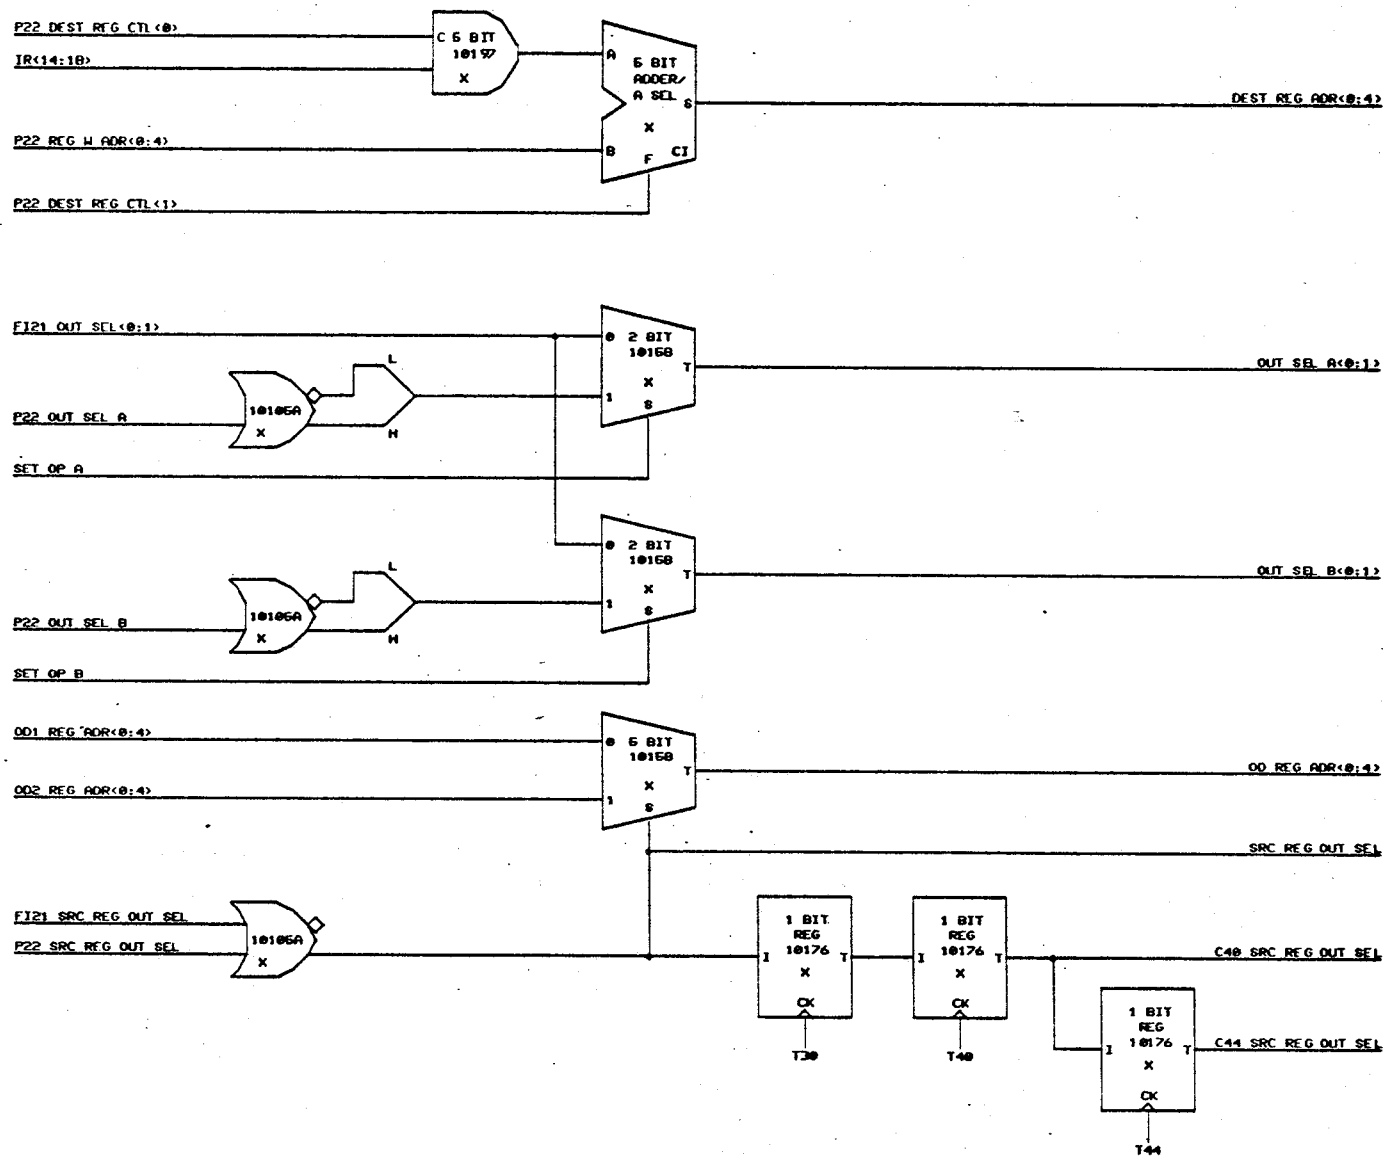 P22 DEST REG CTL<0>
IR<14:18>
C 5 BIT
10197
X
A
5 BIT
ADDER/
A SEL
S
X
B
F
CI
DEST REG ADR<0:4>
P22 REG W ADR<0:4>
P22 DEST REG CTL<1>
FI21 OUT SEL<0:1>
0 2 BIT
10158
T
X
1
S
OUT SEL A<0:1>
L
10105A
X
H
P22 OUT SEL A
SET OP A
0 2 BIT
10158
T
X
1
S
OUT SEL B<0:1>
L
10105A
X
H
P22 OUT SEL B
SET OP B
OD1 REG ADR<0:4>
0 5 BIT
10158
T
X
1
S
OD REG ADR<0:4>
OD2 REG ADR<0:4>
SRC REG OUT SEL
FI21 SRC REG OUT SEL
P22 SRC REG OUT SEL
10105A
X
1 BIT
REG
10176
I
T
X
CK
T30
1 BIT
REG
10176
I
T
X
CK
T40
C40 SRC REG OUT SEL
1 BIT
REG
10176
I
T
X
CK
T44
C44 SRC REG OUT SEL